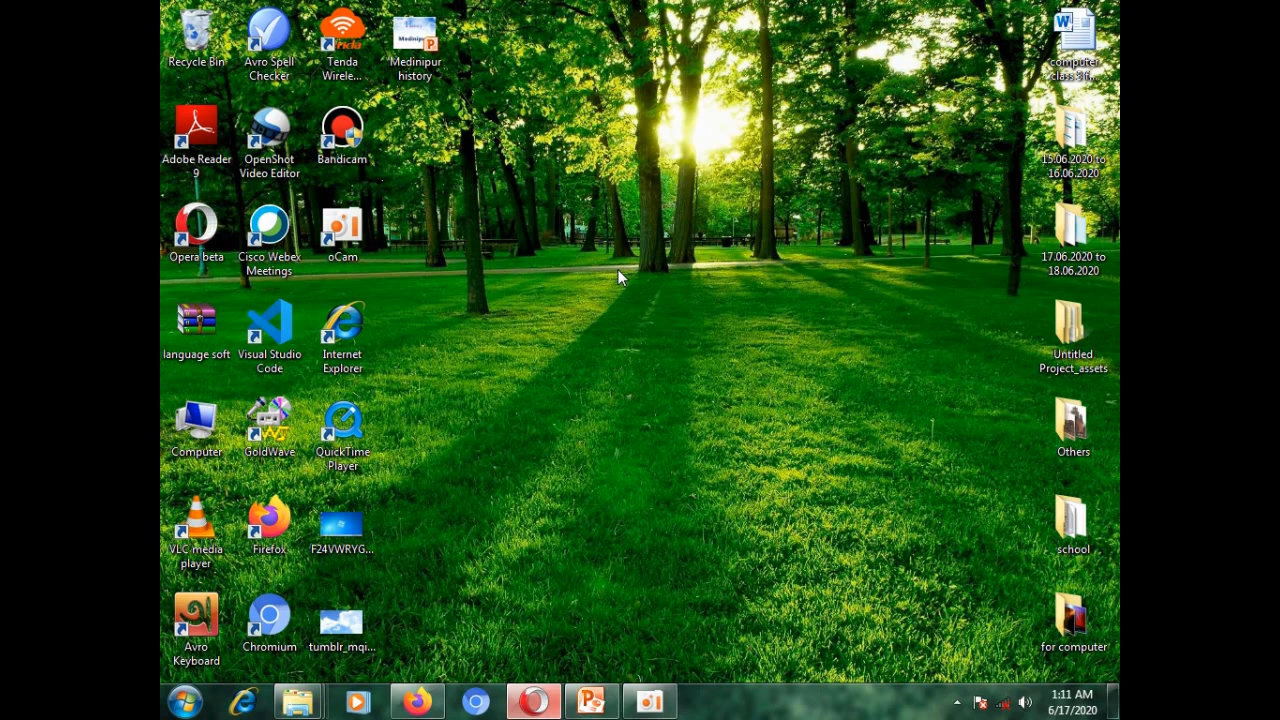 Recycle Bin
Avro Spell
Checker
Tenda
Wirele...
Medinipur
history
Adobe Reader
9
OpenShot
Video Editor
Bandicam
Opera beta
Cisco Webex
Meetings
oCam
language soft
Visual Studio
Code
Internet
Explorer
Computer
GoldWave
QuickTime
Player
VLC media
player
Firefox
F24VWRYG...
Avro
Keyboard
Chromium
tumblr_mqi...
computer
15.06.2020 to
16.06.2020
17.06.2020 to
18.06.2020
Untitled
Project_assets
Others
school
for computer
1:11 AM
6/17/2020